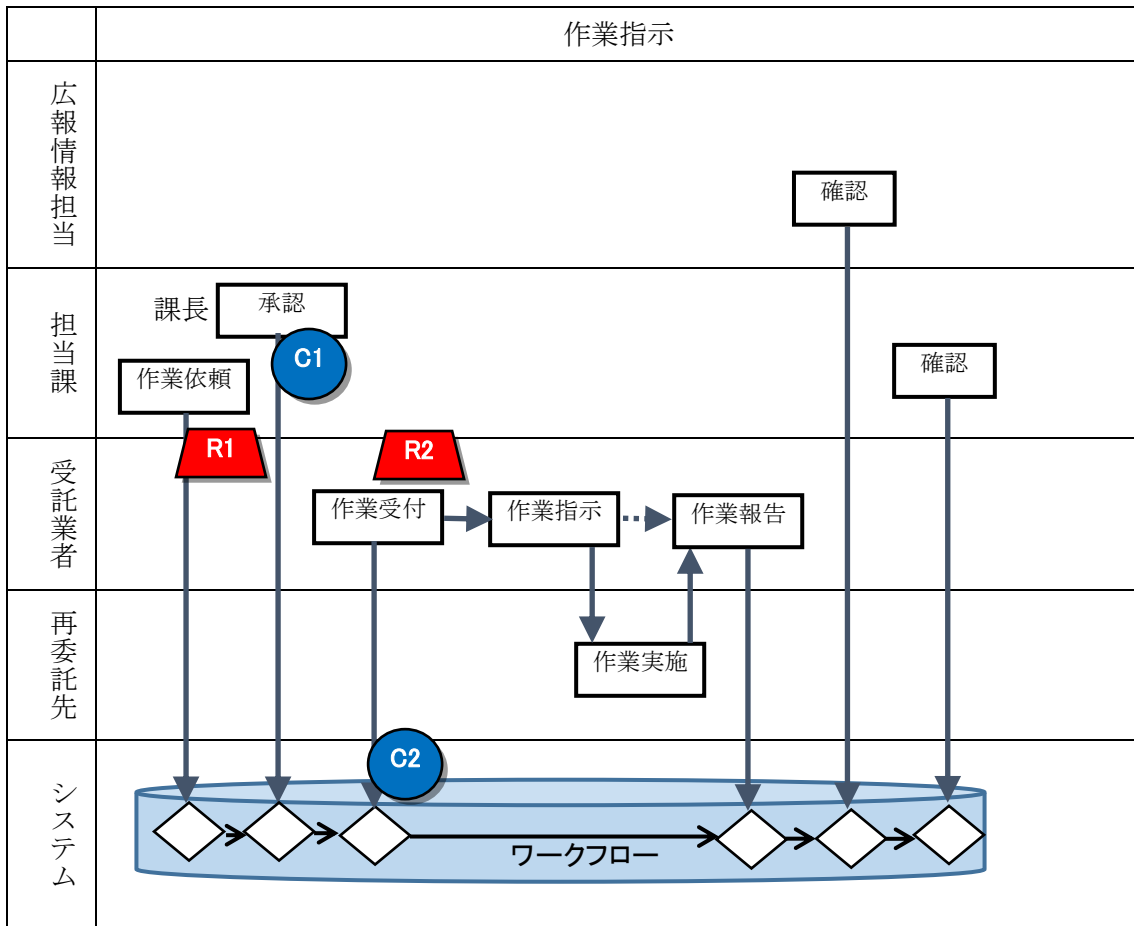 作業指示
広報情報担当
確認
担当課
課長
承認
C1
作業依頼
確認
R1
R2
受託業者
作業受付
作業指示
作業報告
再委託先
作業実施
C2
システム
ワークフロー